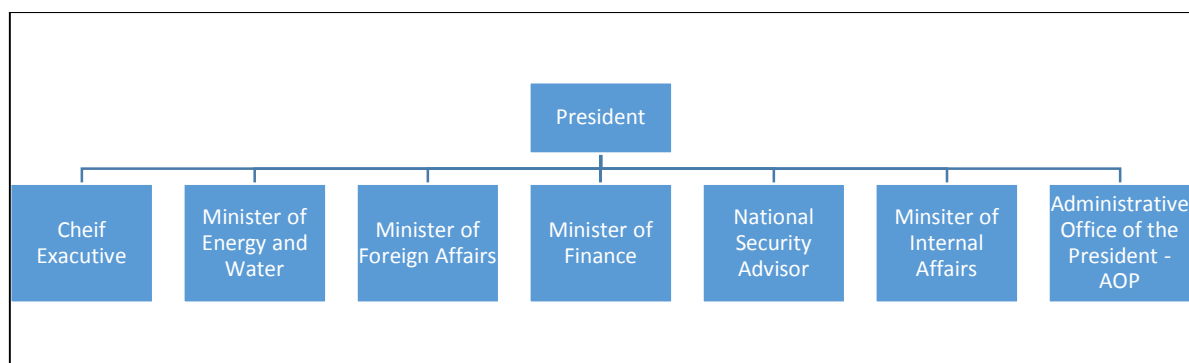 President
Cheif
Exacutive
Minister of
Energy and
Water
Minister of
Foreign Affairs
Minister of
Finance
National
Security
Advisor
Minsiter of
Internal
Affairs
Administrative
Office of the
President -
AOP